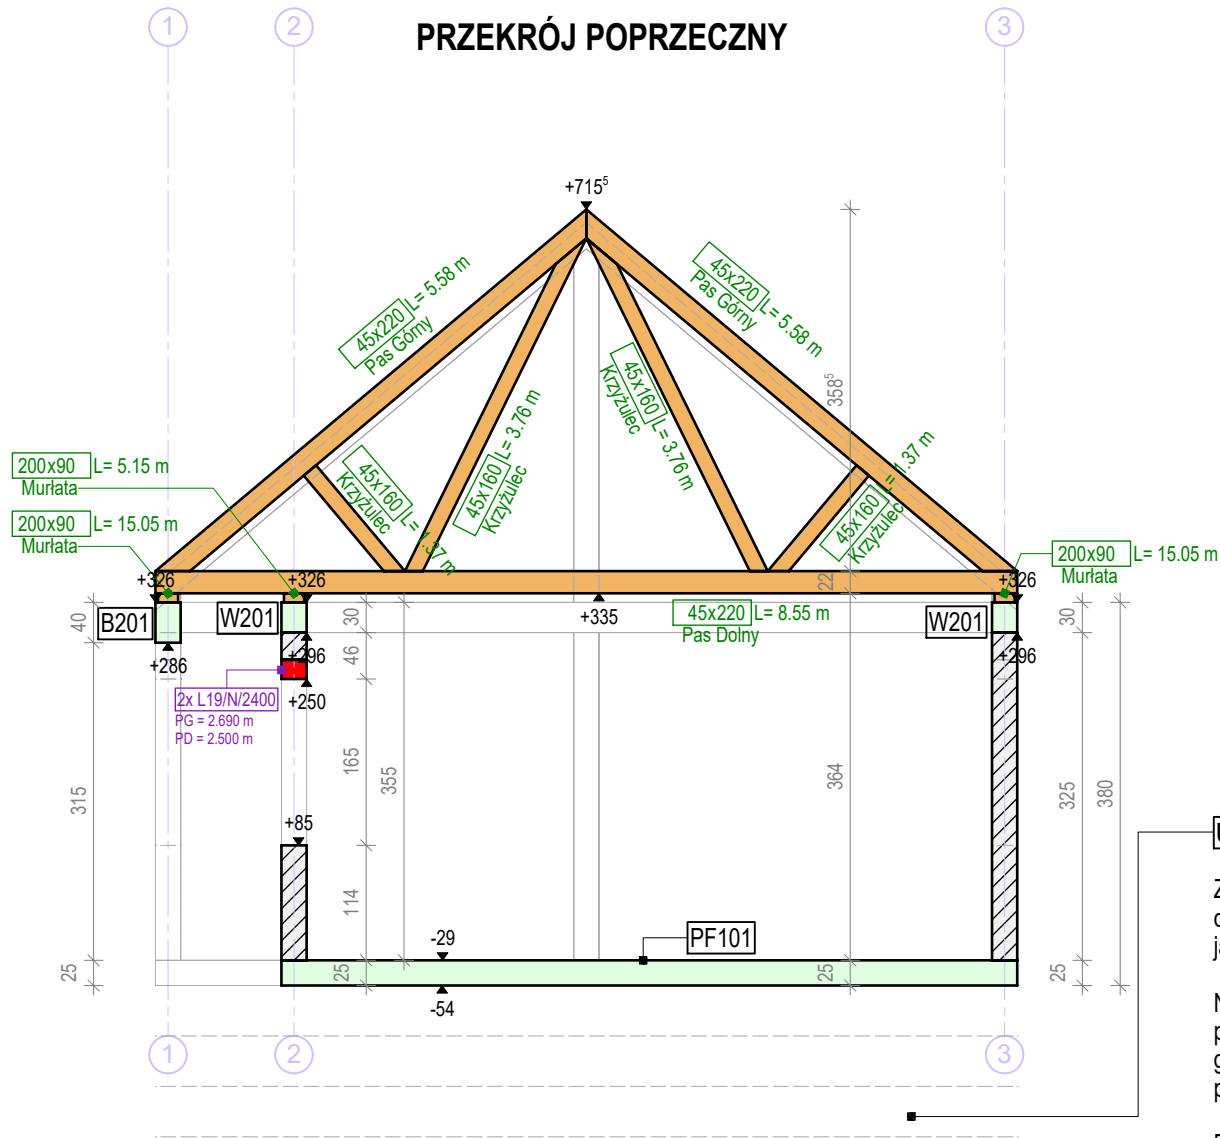 PRZEKRÓJ POPRZECZNY
1
2
3
+715⁵
45x220 L= 5.58 m
Pas Górny
45x220 L= 5.58 m
Pas Górny
358⁵
45x160 L= 3.76 m
Krzyżulec
45x160 L= 3.76 m
Krzyżulec
45x160 L= 1.37 m
Krzyżulec
45x160 L= 1.37 m
Krzyżulec
200x90 L= 5.15 m
Murłata
200x90 L= 15.05 m
Murłata
200x90 L= 15.05 m
Murłata
+326
+326
+326
22
B201
W201
W201
+335
45x220 L= 8.55 m
Pas Dolny
40
30
30
+286
+296
+296
46
+250
2x L19/N/2400
PG = 2.690 m
PD = 2.500 m
315
165
355
364
325
380
+85
114
-29
PF101
25
25
25
25
-54
1
2
3